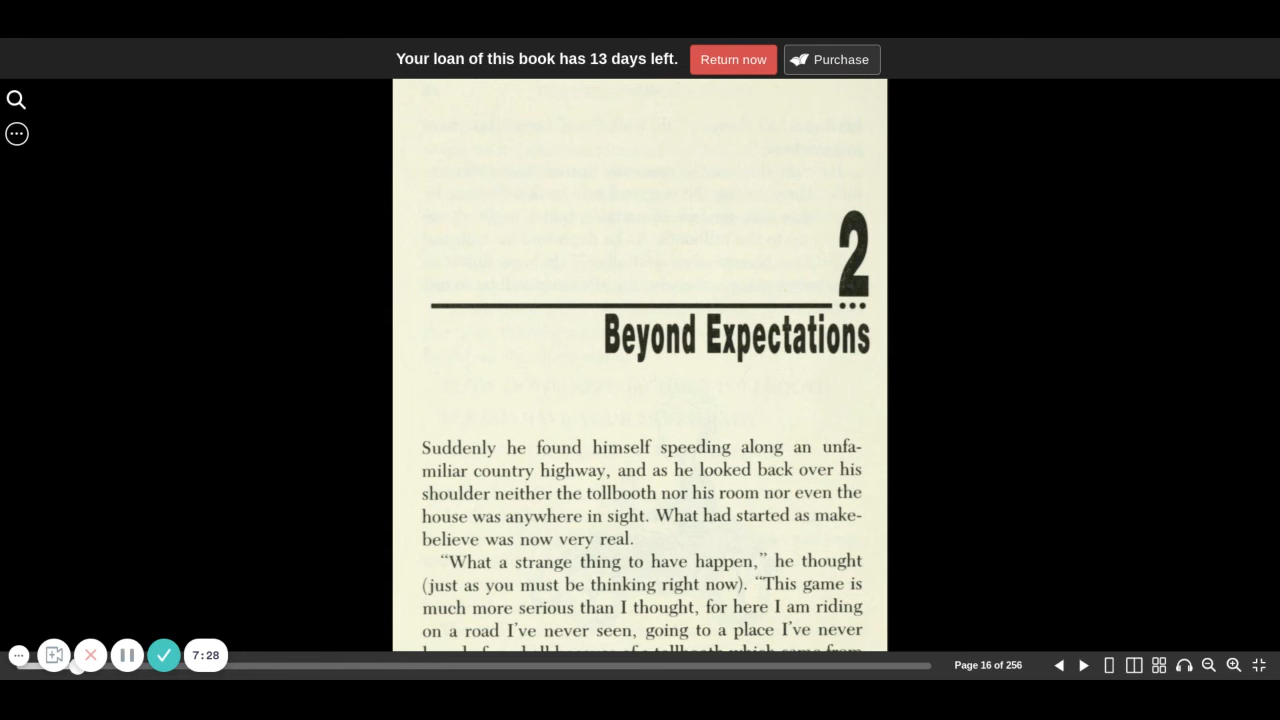 Your loan of this book has 13 days left.
Return now
Purchase
2
Beyond Expectations
Suddenly he found himself speeding along an unfa-
miliar country highway, and as he looked back over his
shoulder neither the tollbooth nor his room nor even the
house was anywhere in sight. What had started as make-
believe was now very real.
“What a strange thing to have happen,” he thought
(just as you must be thinking right now). “This game is
much more serious than I thought, for here I am riding
on a road I’ve never seen, going to a place I’ve never
7:28
Page 16 of 256